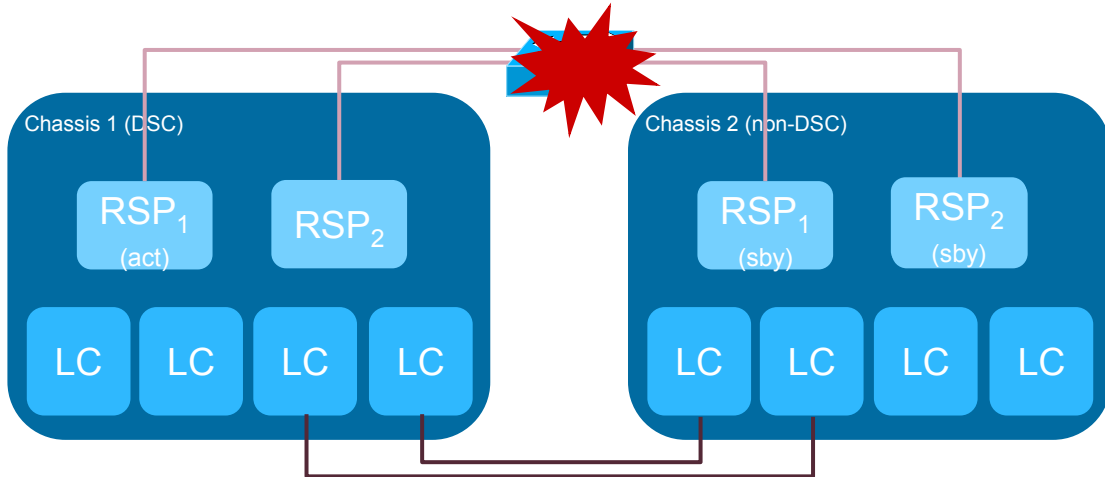 Chassis 1 (DSC)
RSP1
(act)
RSP2
LC
LC
LC
LC
Chassis 2 (non-DSC)
RSP1
(sby)
RSP2
(sby)
LC
LC
LC
LC